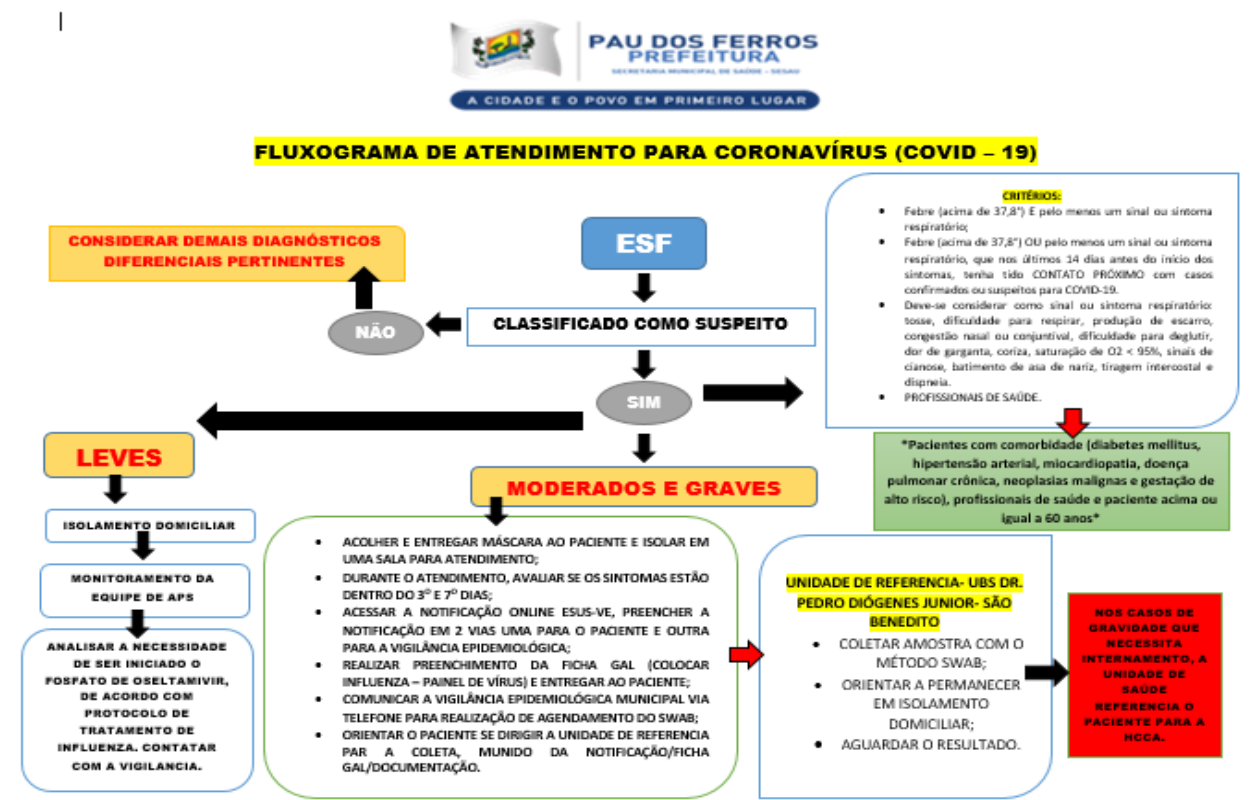 PAU DOS FERROS
PREFEITURA
SECRETARIA MUNICIPAL DE SAÚDE - SESAU
A CIDADE E O POVO EM PRIMEIRO LUGAR
FLUXOGRAMA DE ATENDIMENTO PARA CORONAVÍRUS (COVID – 19)
CONSIDERAR DEMAIS DIAGNÓSTICOS
DIFERENCIAIS PERTINENTES
ESF
NÃO
CLASSIFICADO COMO SUSPEITO
SIM
CRITÉRIOS:
• Febre (acima de 37,8°) E pelo menos um sinal ou sintoma
respiratório;
• Febre (acima de 37,8°) OU pelo menos um sinal ou sintoma
respiratório, que nos últimos 14 dias antes do início dos
sintomas, tenha tido CONTATO PRÓXIMO com casos
confirmados ou suspeitos para COVID-19.
• Deve-se considerar como sinal ou sintoma respiratório:
tosse, dificuldade para respirar, produção de escarro,
congestão nasal ou conjuntival, dificuldade para deglutir,
dor de garganta, coriza, saturação de O2 < 95%, sinais de
cianose, batimento de asa de nariz, tiragem intercostal e
dispneia.
• PROFISSIONAIS DE SAÚDE.
*Pacientes com comorbidade (diabetes mellitus,
hipertensão arterial, miocardiopatia, doença
pulmonar crônica, neoplasias malignas e gestação de
alto risco), profissionais de saúde e paciente acima ou
igual a 60 anos*
LEVES
ISOLAMENTO DOMICILIAR
MONITORAMENTO DA
EQUIPE DE APS
ANALISAR A NECESSIDADE
DE SER INICIADO O
FOSFATO DE OSELTAMIVIR,
DE ACORDO COM
PROTOCOLO DE
TRATAMENTO DE
INFLUENZA. CONTATAR
COM A VIGILANCIA.
MODERADOS E GRAVES
• ACOLHER E ENTREGAR MÁSCARA AO PACIENTE E ISOLAR EM
UMA SALA PARA ATENDIMENTO;
• DURANTE O ATENDIMENTO, AVALIAR SE OS SINTOMAS ESTÃO
DENTRO DO 3º E 7º DIAS;
• ACESSAR A NOTIFICAÇÃO ONLINE ESUS-VE, PREENCHER A
NOTIFICAÇÃO EM 2 VIAS UMA PARA O PACIENTE E OUTRA
PARA A VIGILÂNCIA EPIDEMIOLÓGICA;
• REALIZAR PREENCHIMENTO DA FICHA GAL (COLOCAR
INFLUENZA – PAINEL DE VÍRUS) E ENTREGAR AO PACIENTE;
• COMUNICAR A VIGILÂNCIA EPIDEMIOLÓGICA MUNICIPAL VIA
TELEFONE PARA REALIZAÇÃO DE AGENDAMENTO DO SWAB;
• ORIENTAR O PACIENTE SE DIRIGIR A UNIDADE DE REFERENCIA
PAR A COLETA, MUNIDO DA NOTIFICAÇÃO/FICHA
GAL/DOCUMENTAÇÃO.
UNIDADE DE REFERENCIA- UBS DR.
PEDRO DIÓGENES JUNIOR- SÃO
BENEDITO
• COLETAR AMOSTRA COM O
MÉTODO SWAB;
• ORIENTAR A PERMANECER
EM ISOLAMENTO
DOMICILIAR;
• AGUARDAR O RESULTADO.
NOS CASOS DE
GRAVIDADE QUE
NECESSITA
INTERNAMENTO, A
UNIDADE DE
SAÚDE
REFERENCIA O
PACIENTE PARA A
HCCA.